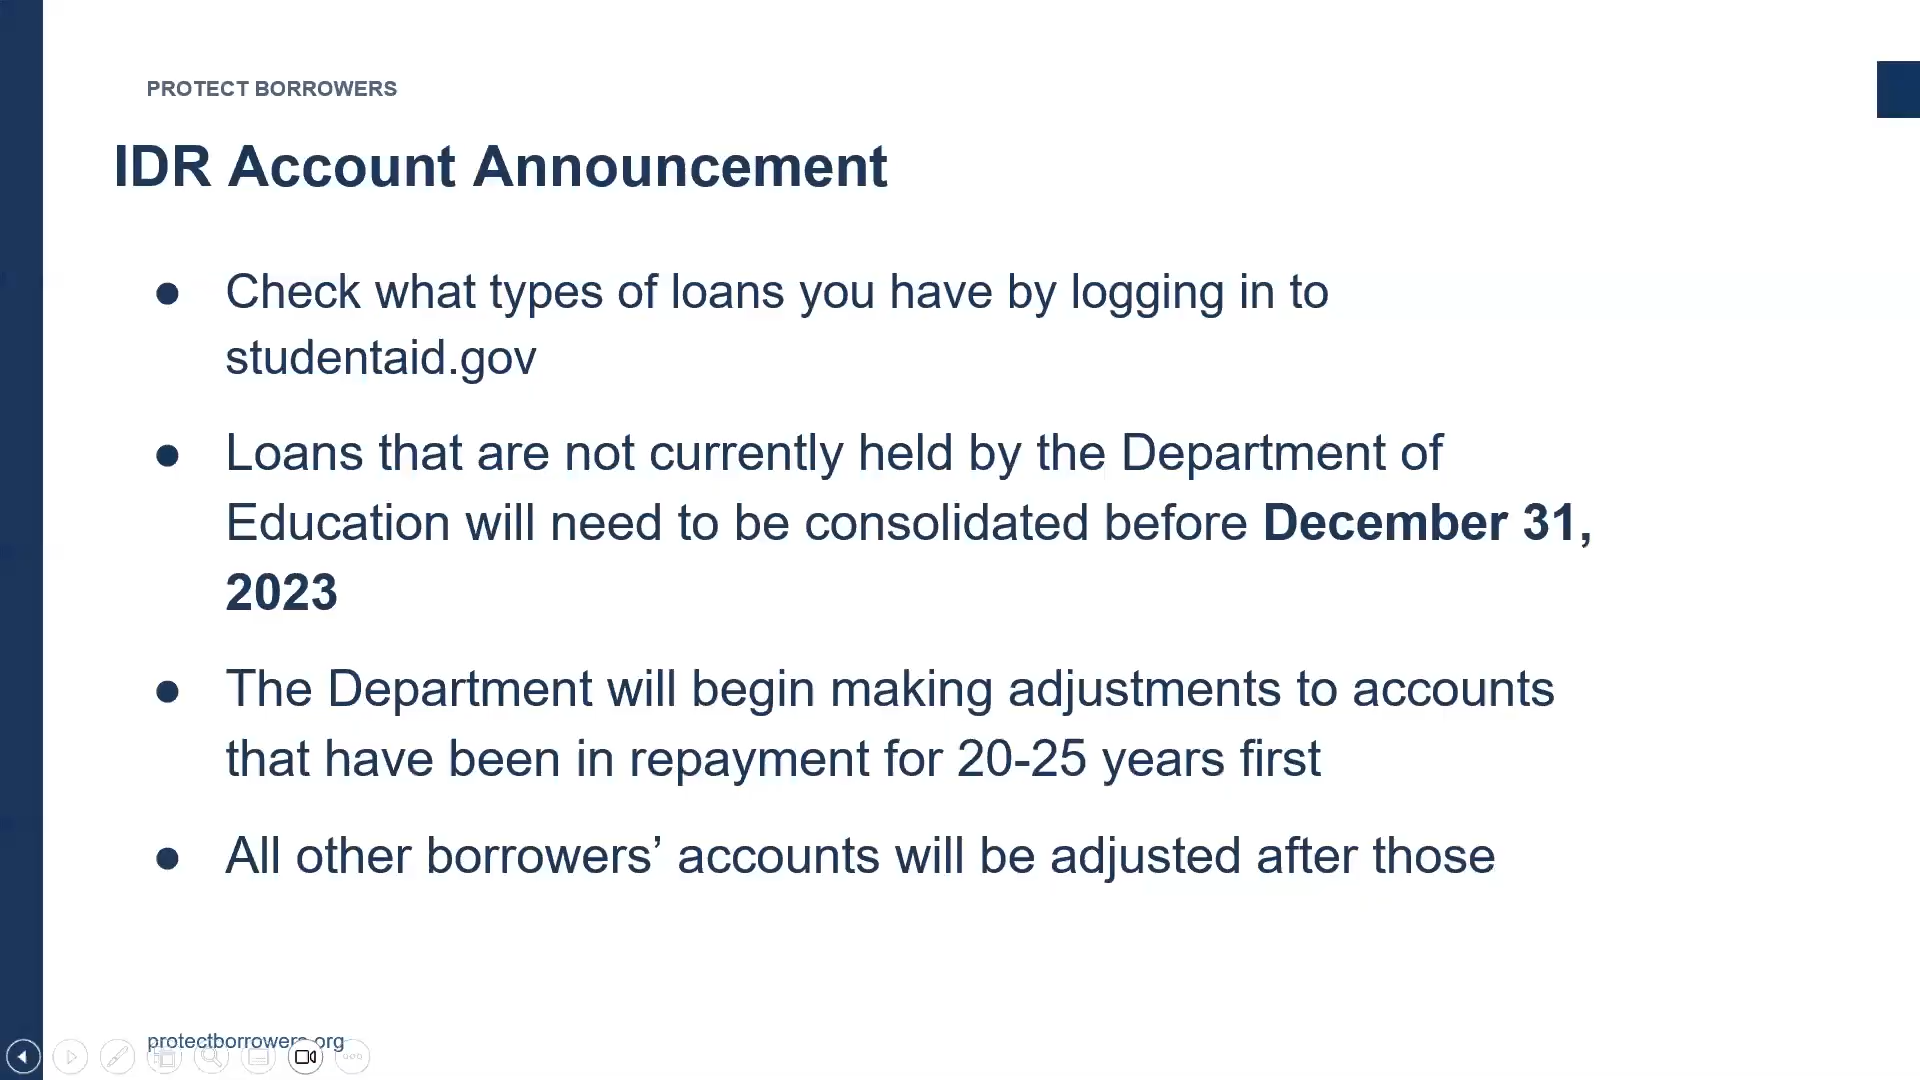 PROTECT BORROWERS
IDR Account Announcement
● Check what types of loans you have by logging in to
studentaid.gov
● Loans that are not currently held by the Department of
Education will need to be consolidated before December 31,
2023
● The Department will begin making adjustments to accounts
that have been in repayment for 20-25 years first
● All other borrowers’ accounts will be adjusted after those
protectborrowers.org